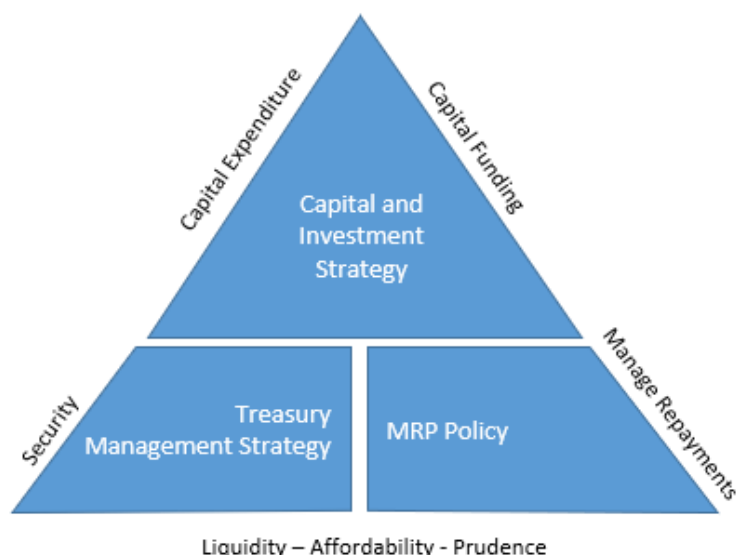 Capital Expenditure
Capital Funding
Capital and
Investment
Strategy
Security
Manage Repayments
Treasury
Management Strategy
MRP Policy
Liquidity – Affordability - Prudence